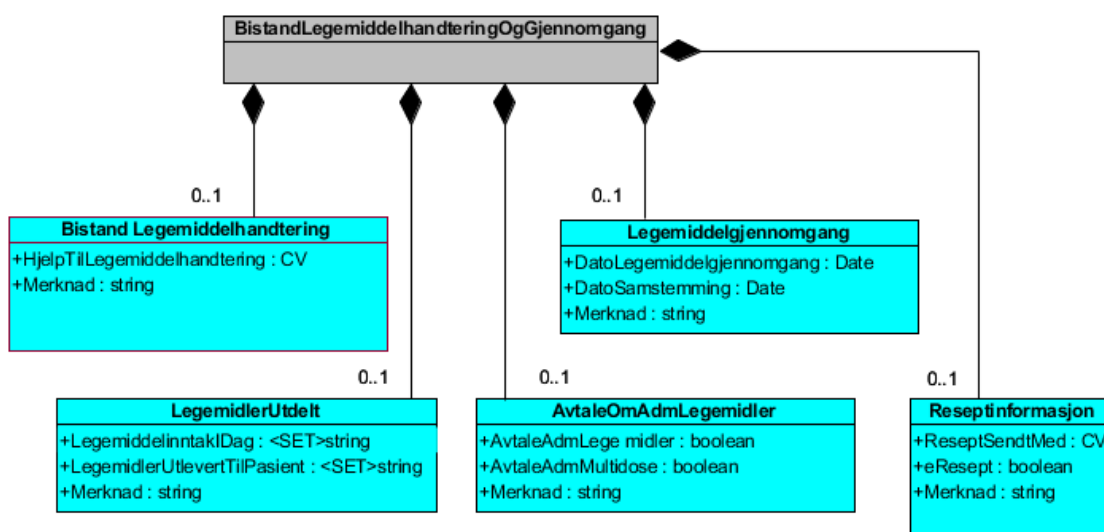 BistandLegemiddelhandteringOgGjennomgang
0..1
0..1
Bistand Legemiddelhandtering
+HjelpTilLegemiddelhandtering : CV
+Merknad : string
Legemiddelgjennomgang
+DatoLegemiddelgjennomgang : Date
+DatoSamstemming : Date
+Merknad : string
0..1
0..1
0..1
LegemidlerUtdelt
+LegemiddelinntakIDag : <SET>string
+LegemidlerUtlevertTilPasient : <SET>string
+Merknad : string
AvtaleOmAdmLegemidler
+AvtaleAdmLege midler : boolean
+AvtaleAdmMultidose : boolean
+Merknad : string
Reseptinformasjon
+ReseptSendtMed : CV
+eResept : boolean
+Merknad : string